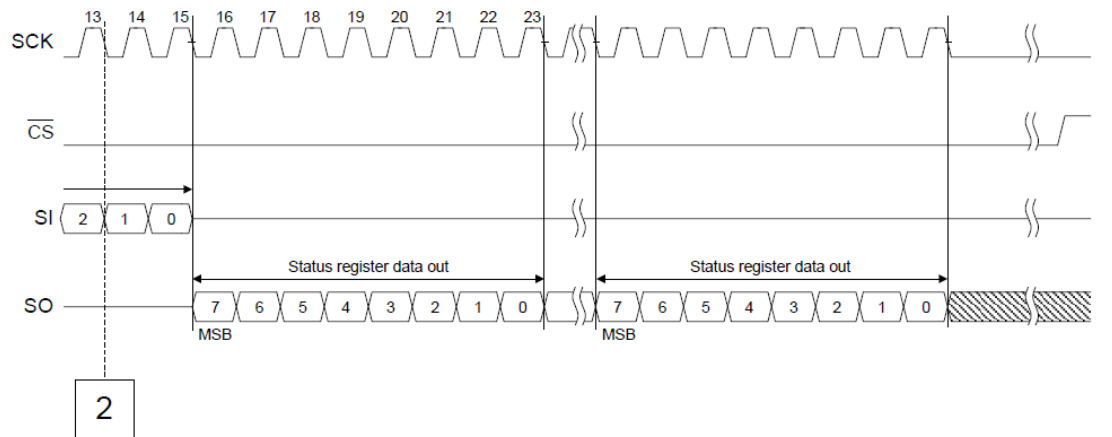 13 14 15 16 17 18 19 20 21 22 23
SCK
CS
SI 2 1 0
Status register data out Status register data out
SO 7 6 5 4 3 2 1 0 7 6 5 4 3 2 1 0
MSB MSB
2